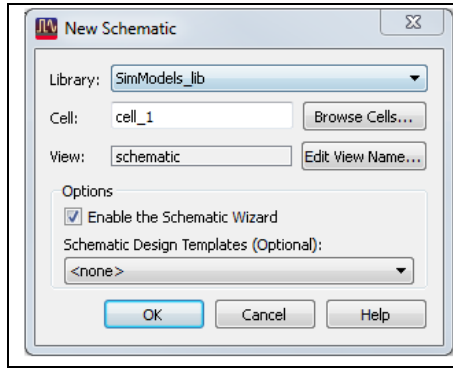 New Schematic
Library: SimModels_lib
Cell: cell_1 Browse Cells...
View: schematic Edit View Name...
Options
Enable the Schematic Wizard
Schematic Design Templates (Optional):
<none>
OK Cancel Help